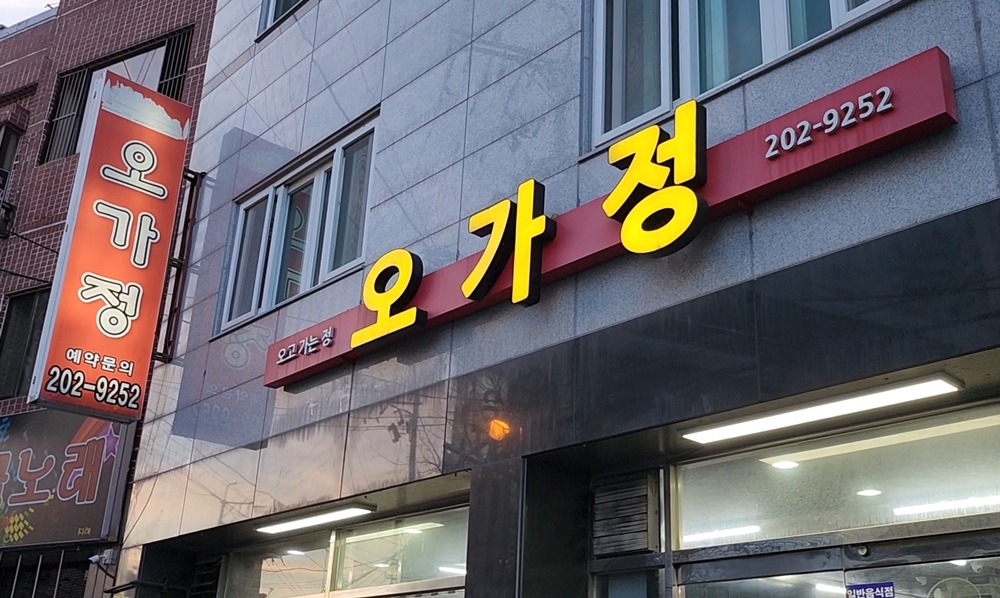 오
가
정
예약문의
202-9252
오고 가는 정
오가정
202-9252
노래
일반음식점